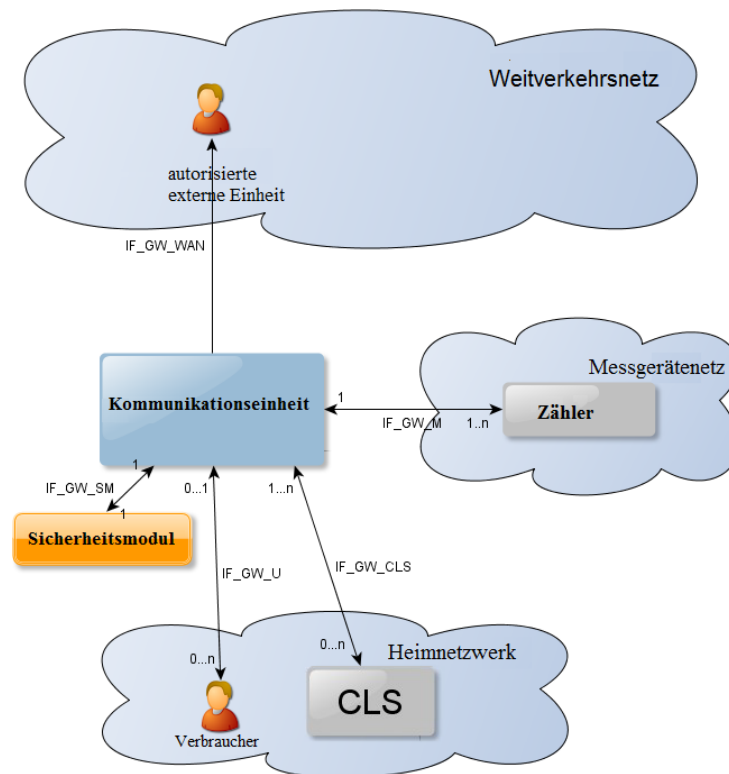 Weitverkehrsnetz
autorisierte
externe Einheit
IF_GW_WAN
Messgerätenetz
Kommunikationseinheit
1
IF_GW_M
1..n
Zähler
1
IF_GW_SM
1
0...1
1...n
Sicherheitsmodul
IF_GW_U
IF_GW_CLS
0...n
0...n
Heimnetzwerk
CLS
Verbraucher